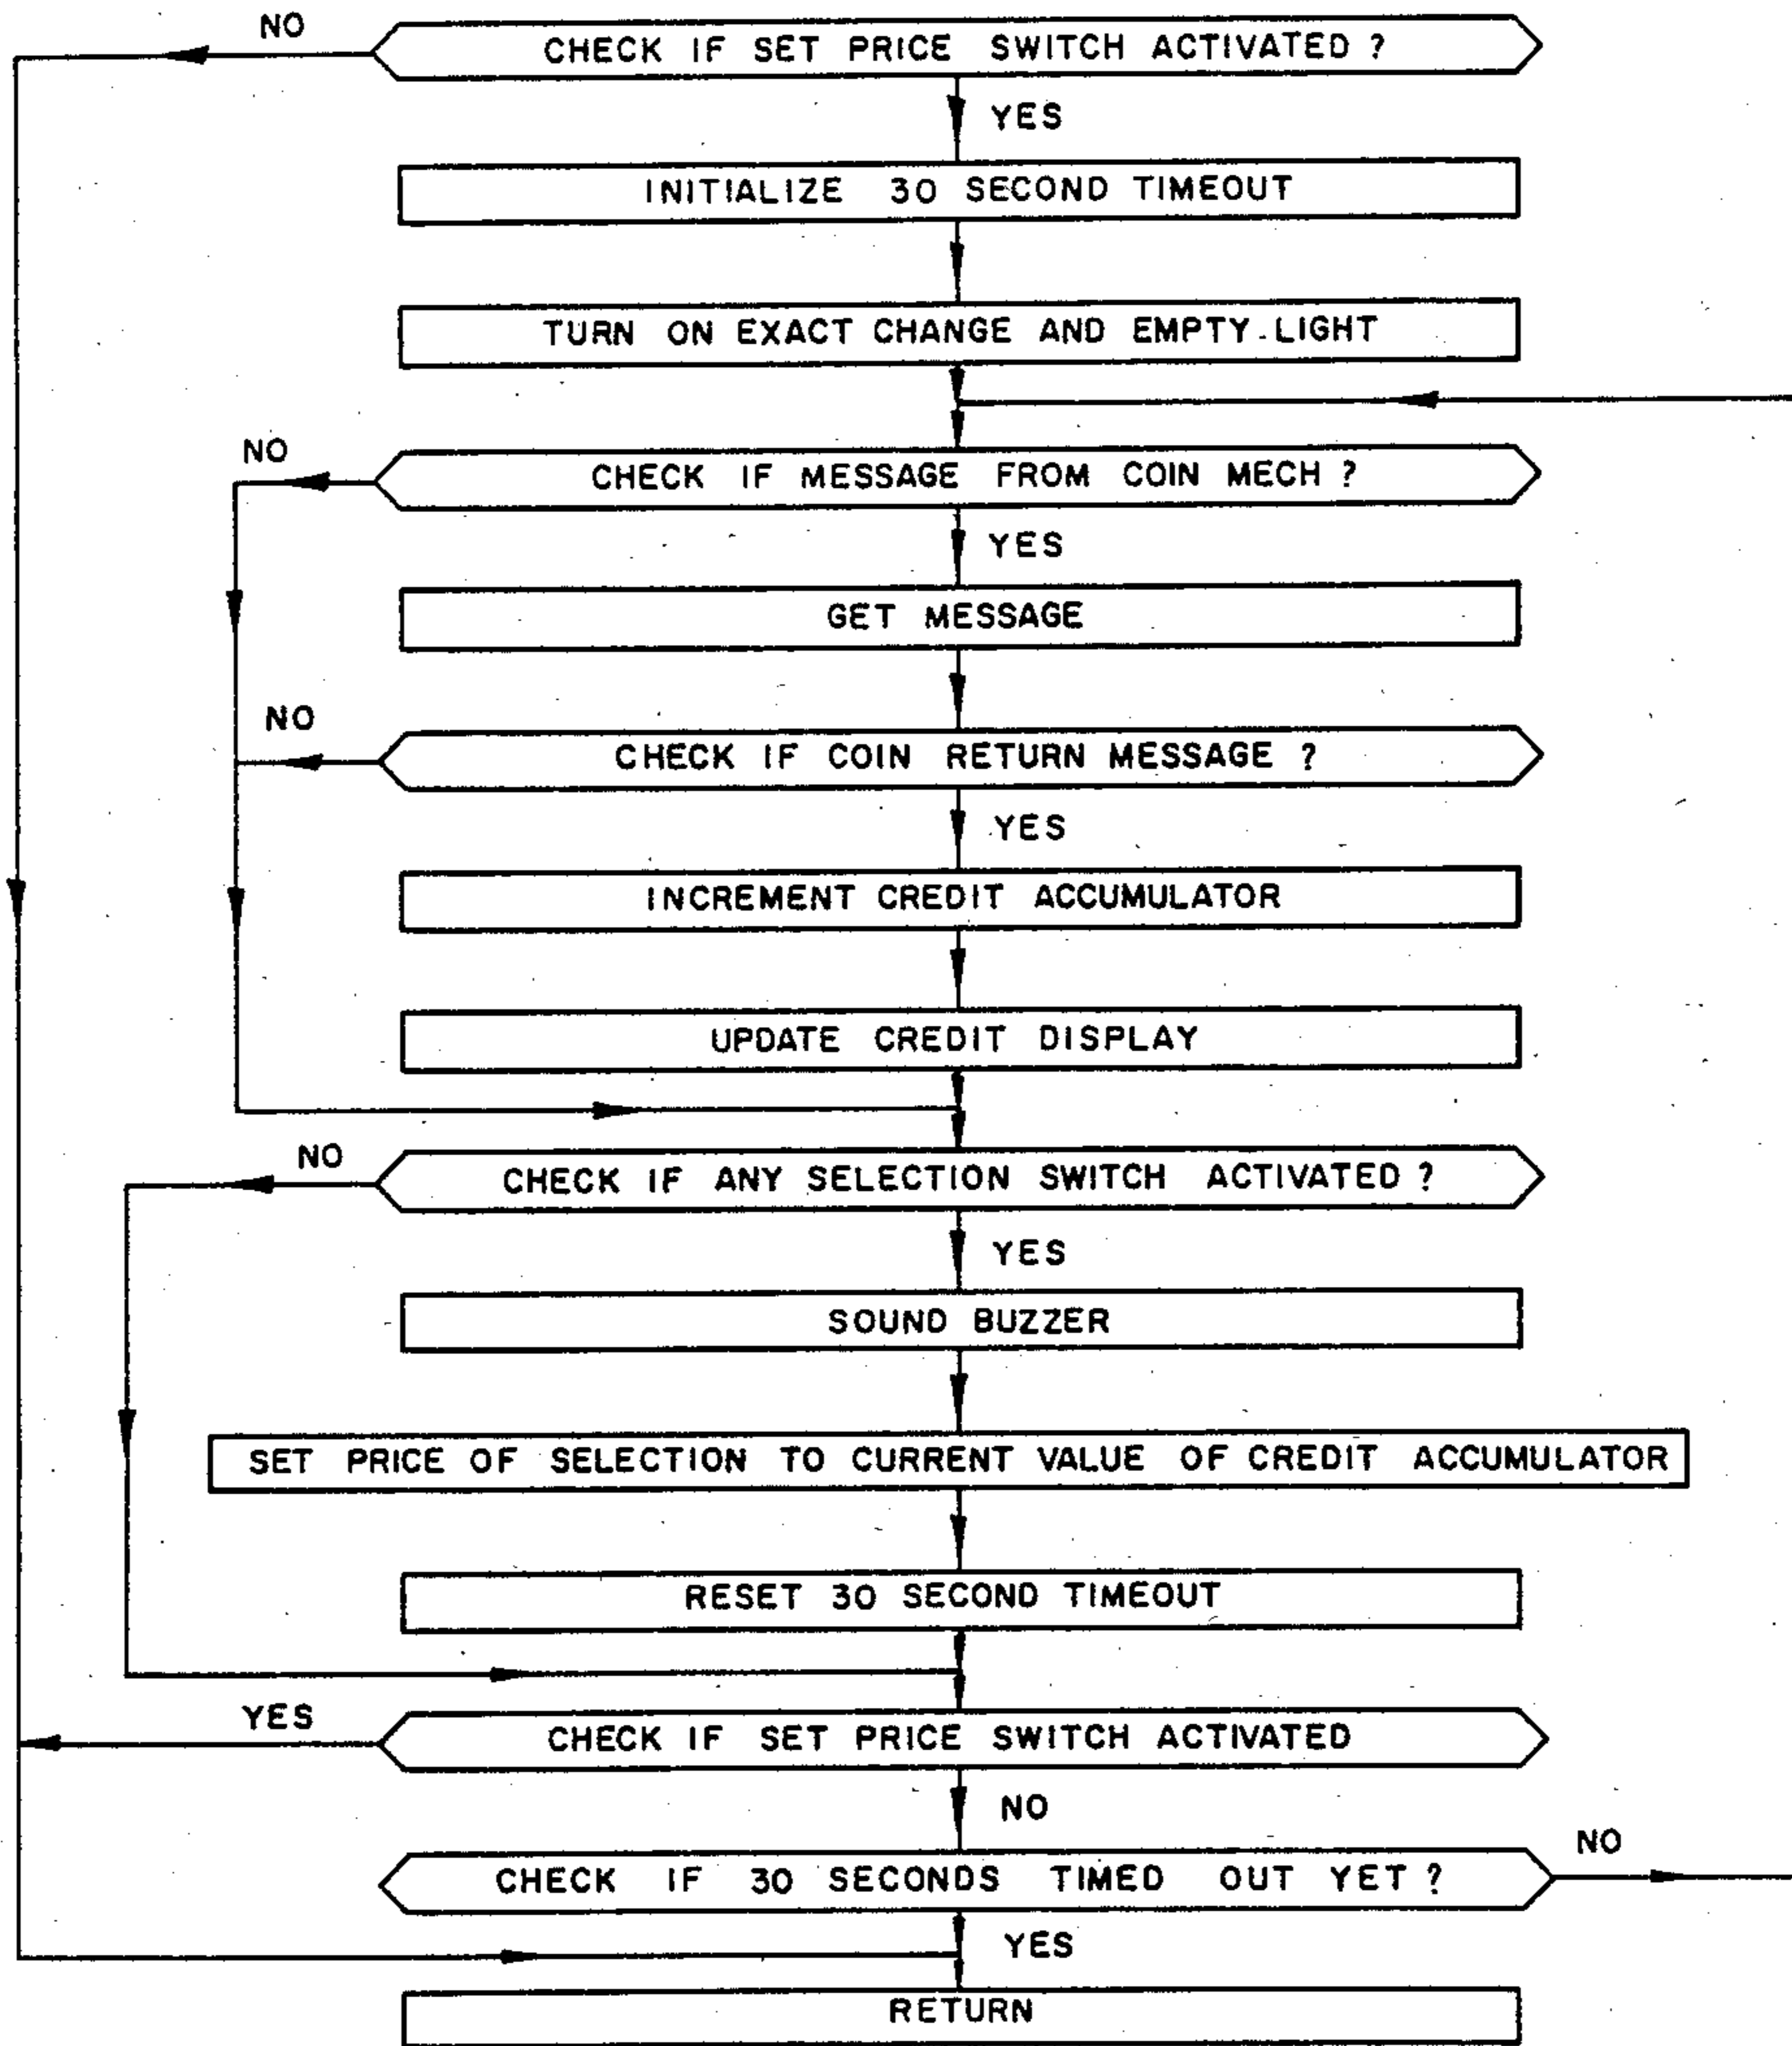 NO
CHECK IF SET PRICE SWITCH ACTIVATED ?
YES
INITIALIZE 30 SECOND TIMEOUT
TURN ON EXACT CHANGE AND EMPTY LIGHT
NO
CHECK IF MESSAGE FROM COIN MECH ?
YES
GET MESSAGE
NO
CHECK IF COIN RETURN MESSAGE ?
YES
INCREMENT CREDIT ACCUMULATOR
UPDATE CREDIT DISPLAY
NO
CHECK IF ANY SELECTION SWITCH ACTIVATED ?
YES
SOUND BUZZER
SET PRICE OF SELECTION TO CURRENT VALUE OF CREDIT ACCUMULATOR
RESET 30 SECOND TIMEOUT
YES
CHECK IF SET PRICE SWITCH ACTIVATED
NO
NO
CHECK IF 30 SECONDS TIMED OUT YET ?
YES
RETURN